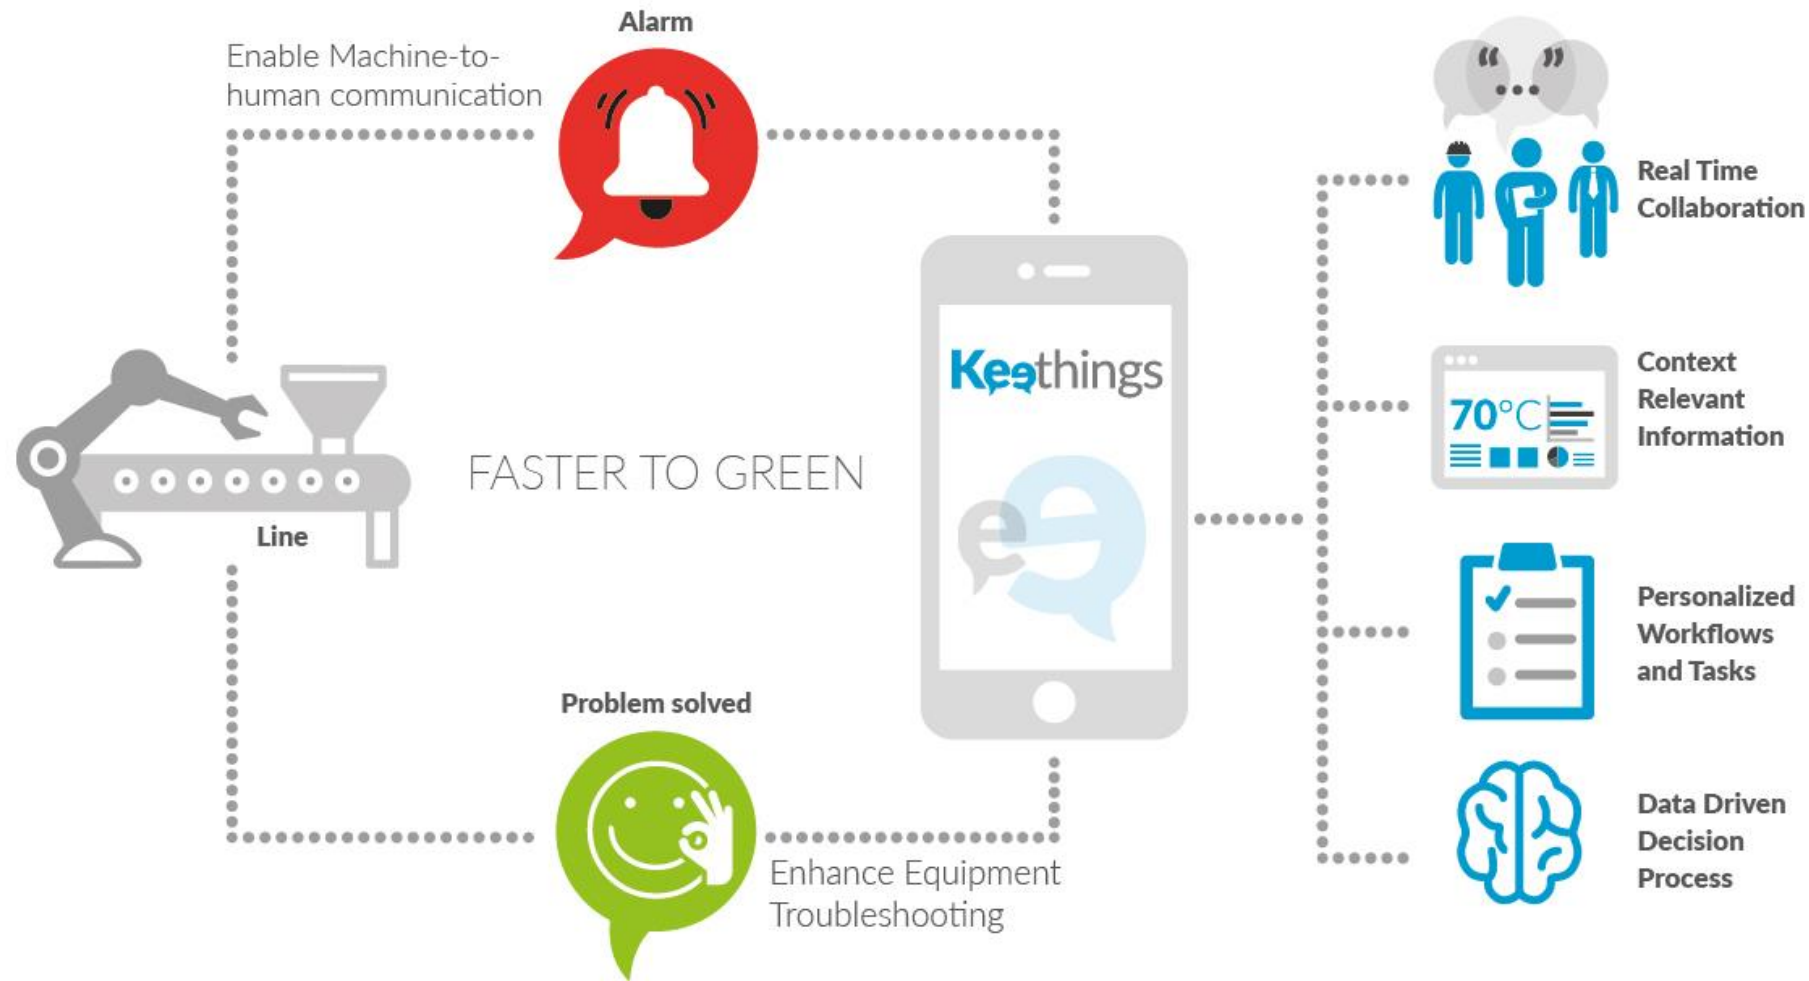 Alarm
Enable Machine-to-
human communication
Real Time
Collaboration
Keethings
Context
Relevant
Information
70°C
FASTER TO GREEN
Line
Personalized
Workflows
and Tasks
Problem solved
Data Driven
Decision
Process
Enhance Equipment
Troubleshooting